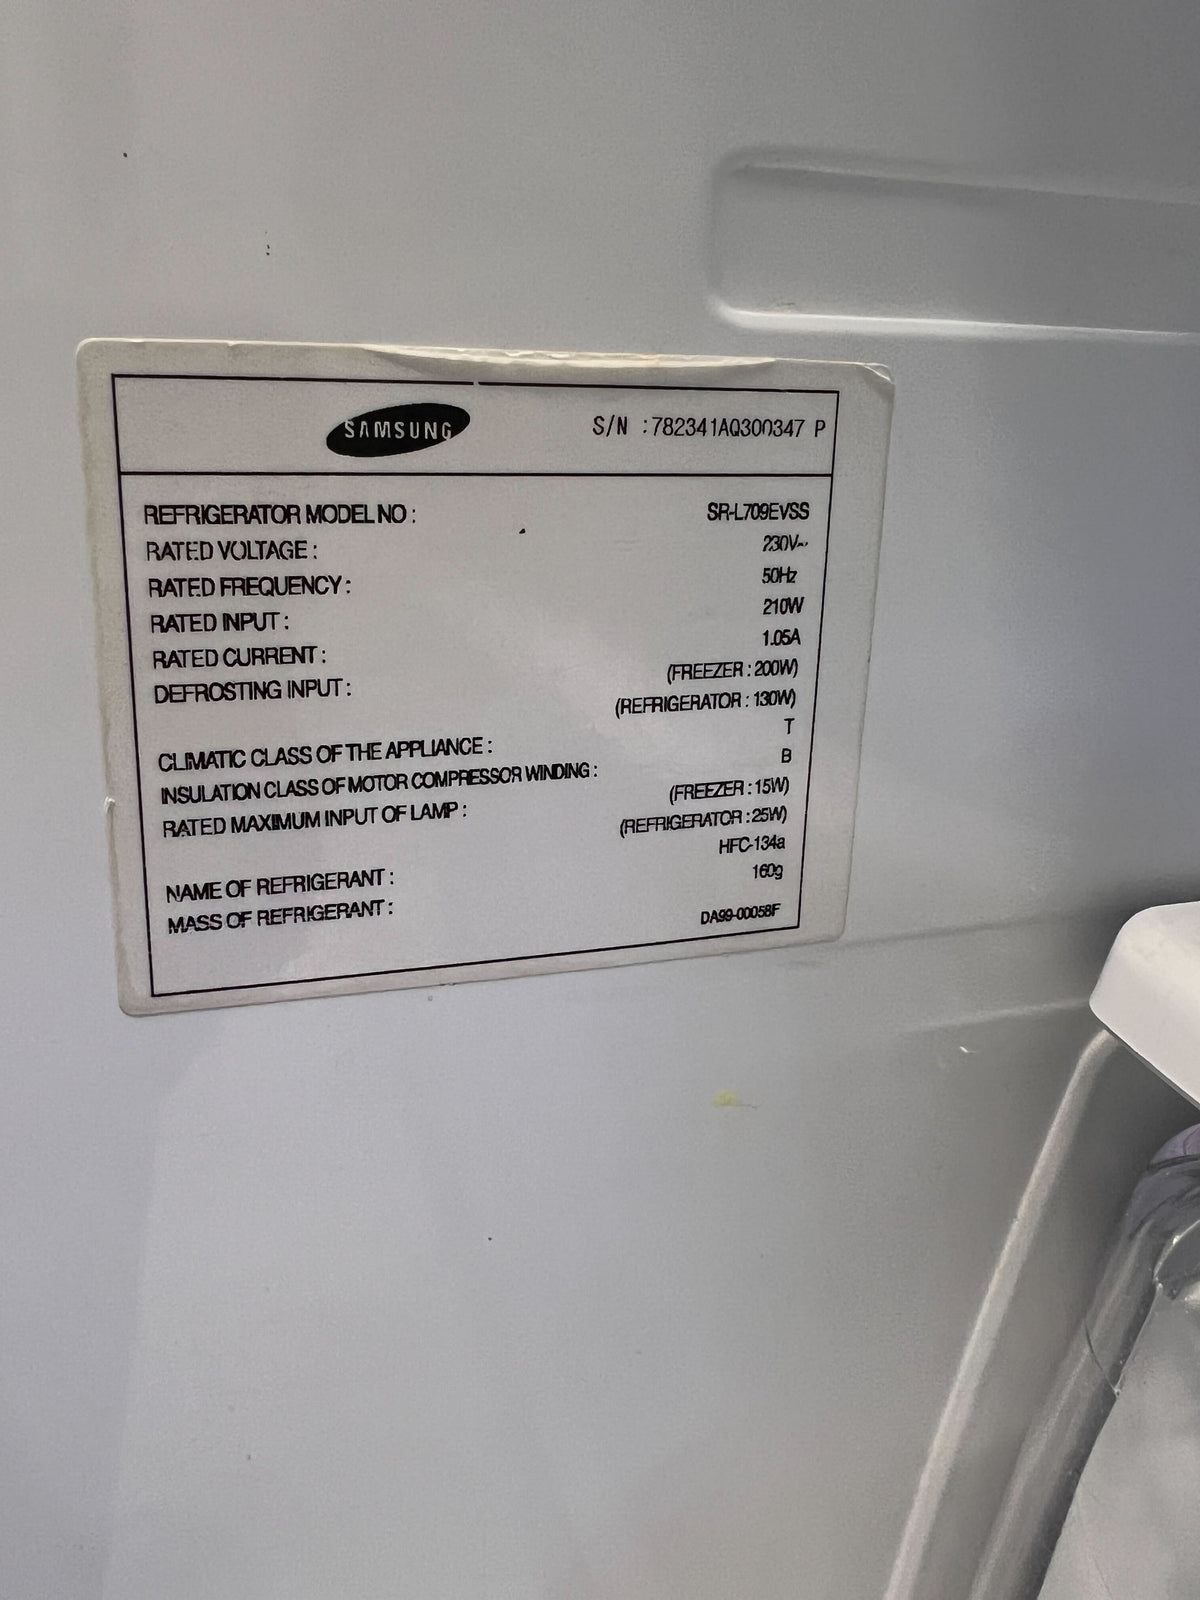 SAMSUNG S/N :782341AQ300347 P
REFRIGERATOR MODEL NO : SR-L709EVSS
RATED VOLTAGE : 230V~
RATED FREQUENCY : 50Hz
RATED INPUT : 210W
RATED CURRENT : 1.05A
DEFROSTING INPUT : (FREEZER : 200W)
(REFRIGERATOR : 130W)
CLIMATIC CLASS OF THE APPLIANCE : T
INSULATION CLASS OF MOTOR COMPRESSOR WINDING : B
RATED MAXIMUM INPUT OF LAMP : (FREEZER : 15W)
(REFRIGERATOR : 25W)
NAME OF REFRIGERANT : HFC-134a
MASS OF REFRIGERANT : 160g
DA99-00058F